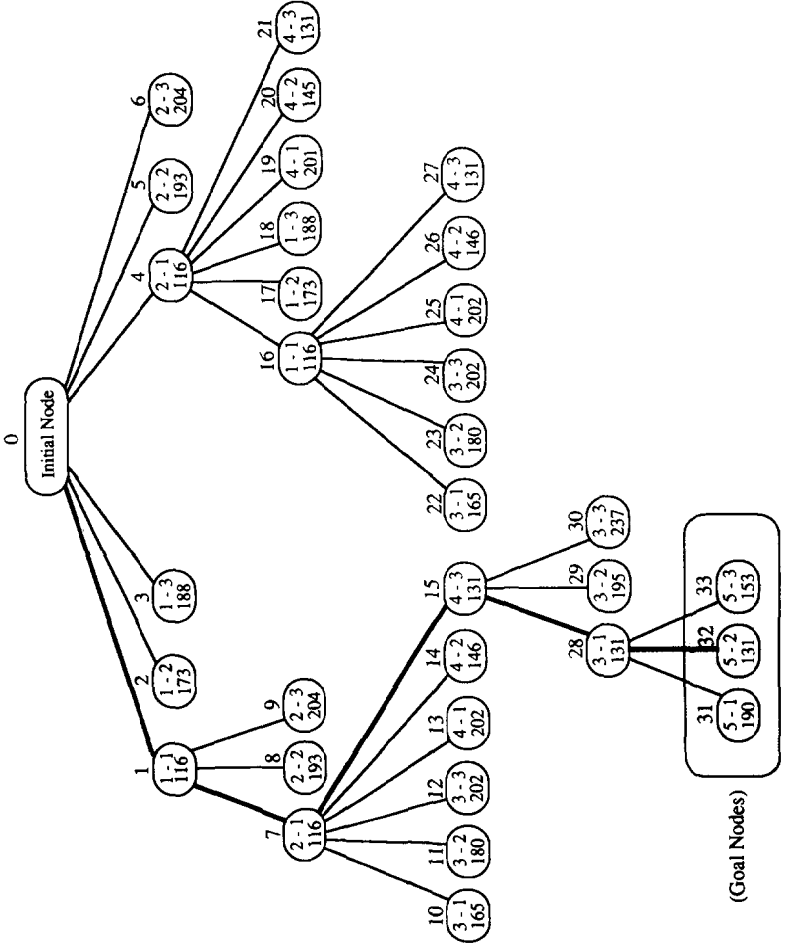 0
Initial Node
1
1 - 1
116
2
1 - 2
173
3
1 - 3
188
4
2 - 1
116
5
2 - 2
193
6
2 - 3
204
7
2 - 1
116
8
2 - 2
193
9
2 - 3
204
16
1 - 1
116
17
1 - 2
173
18
1 - 3
188
19
4 - 1
201
20
4 - 2
145
21
4 - 3
131
10
3 - 1
165
11
3 - 2
180
12
3 - 3
202
13
4 - 1
202
14
4 - 2
146
15
4 - 3
131
22
3 - 1
165
23
3 - 2
180
24
3 - 3
202
25
4 - 1
202
26
4 - 2
146
27
4 - 3
131
28
3 - 1
131
29
3 - 2
195
30
3 - 3
237
31
5 - 1
190
32
5 - 2
131
33
5 - 3
153
(Goal Nodes)